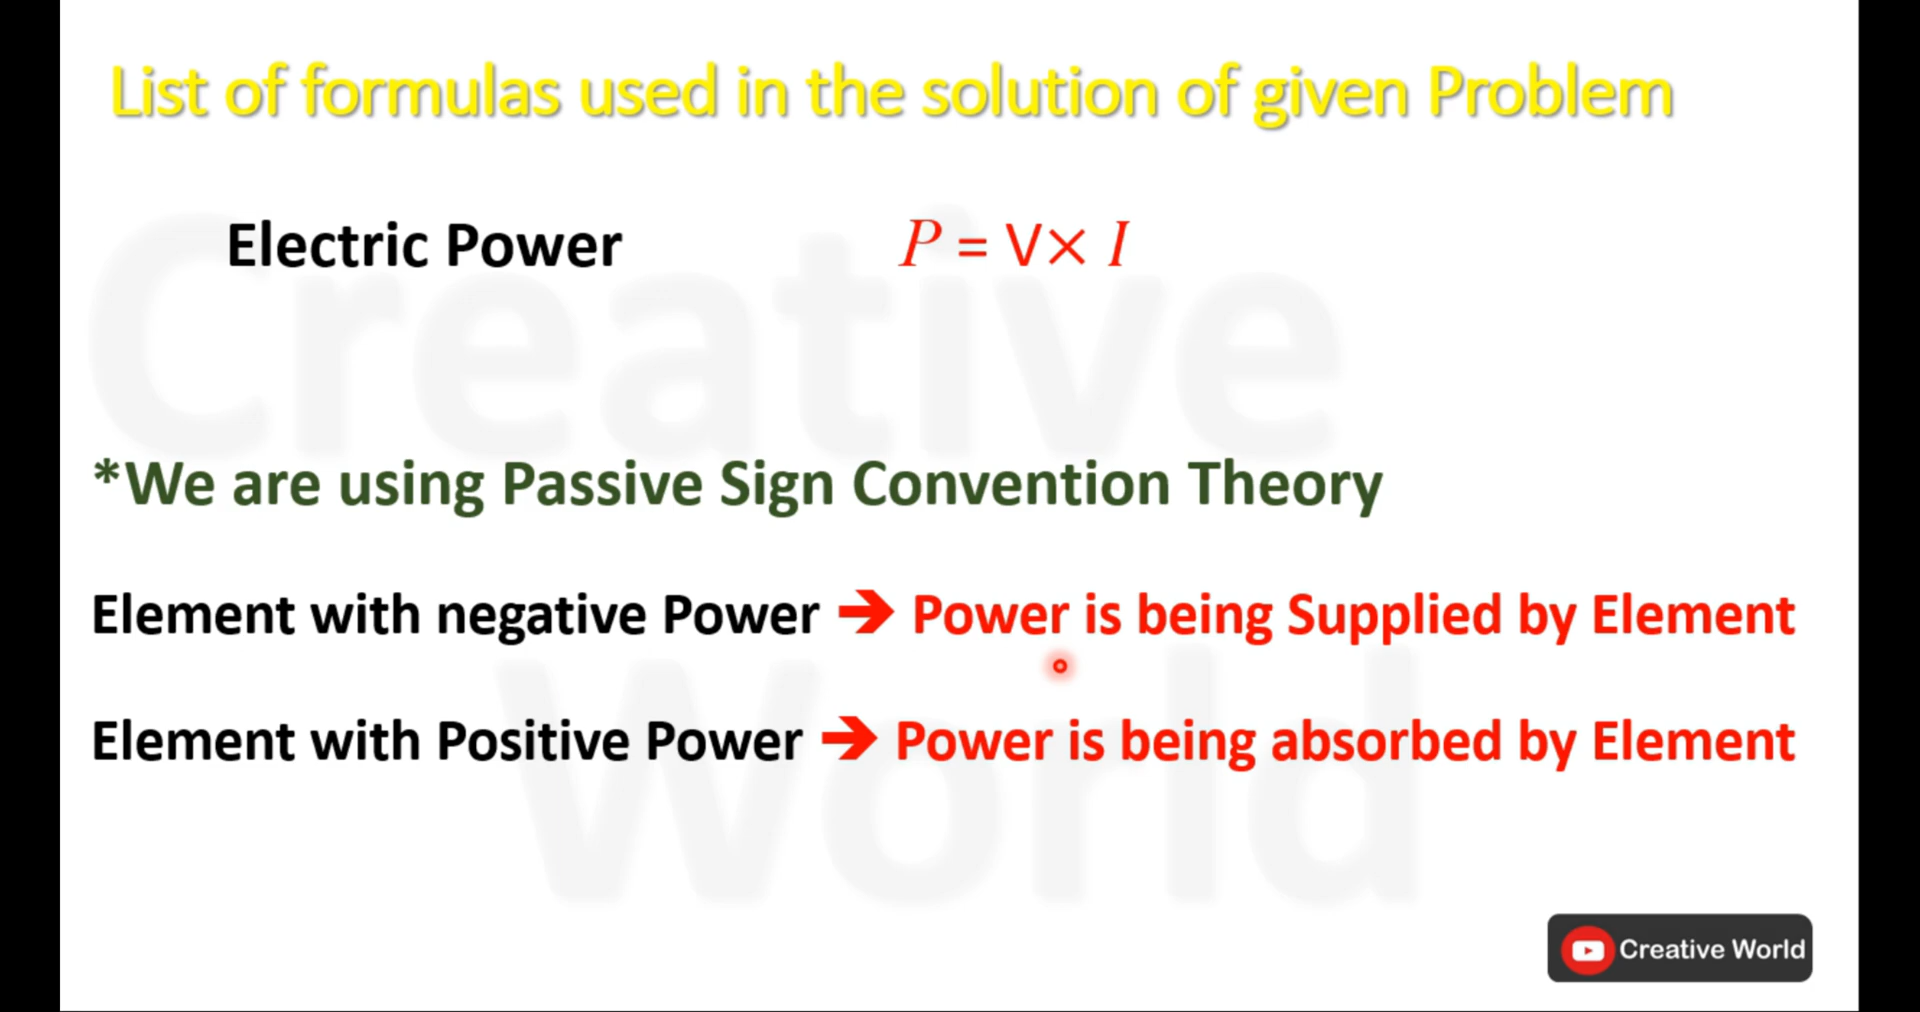 List of formulas used in the solution of given Problem
Electric Power P = V× I
*We are using Passive Sign Convention Theory
Element with negative Power ➔ Power is being Supplied by Element
Element with Positive Power ➔ Power is being absorbed by Element
Creative
World
Creative World